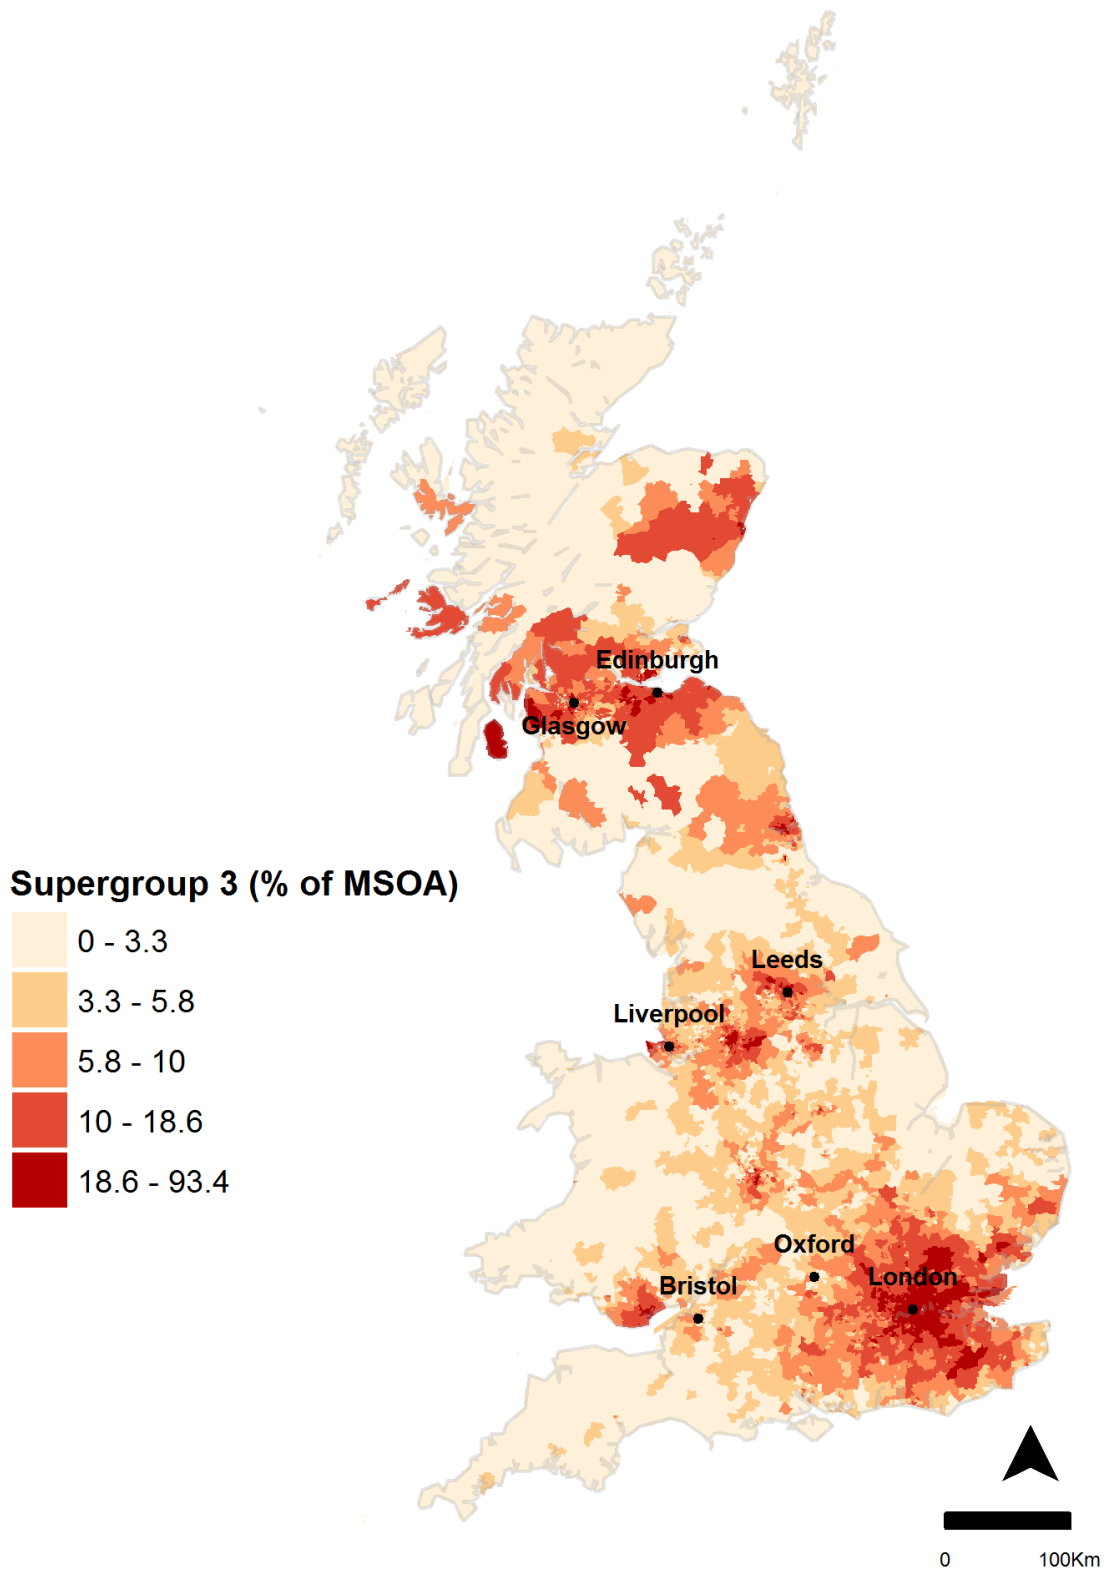 Edinburgh
Glasgow
Supergroup 3 (% of MSOA)
0 - 3.3
3.3 - 5.8
5.8 - 10
10 - 18.6
18.6 - 93.4
Leeds
Liverpool
Oxford
London
Bristol
0 100Km